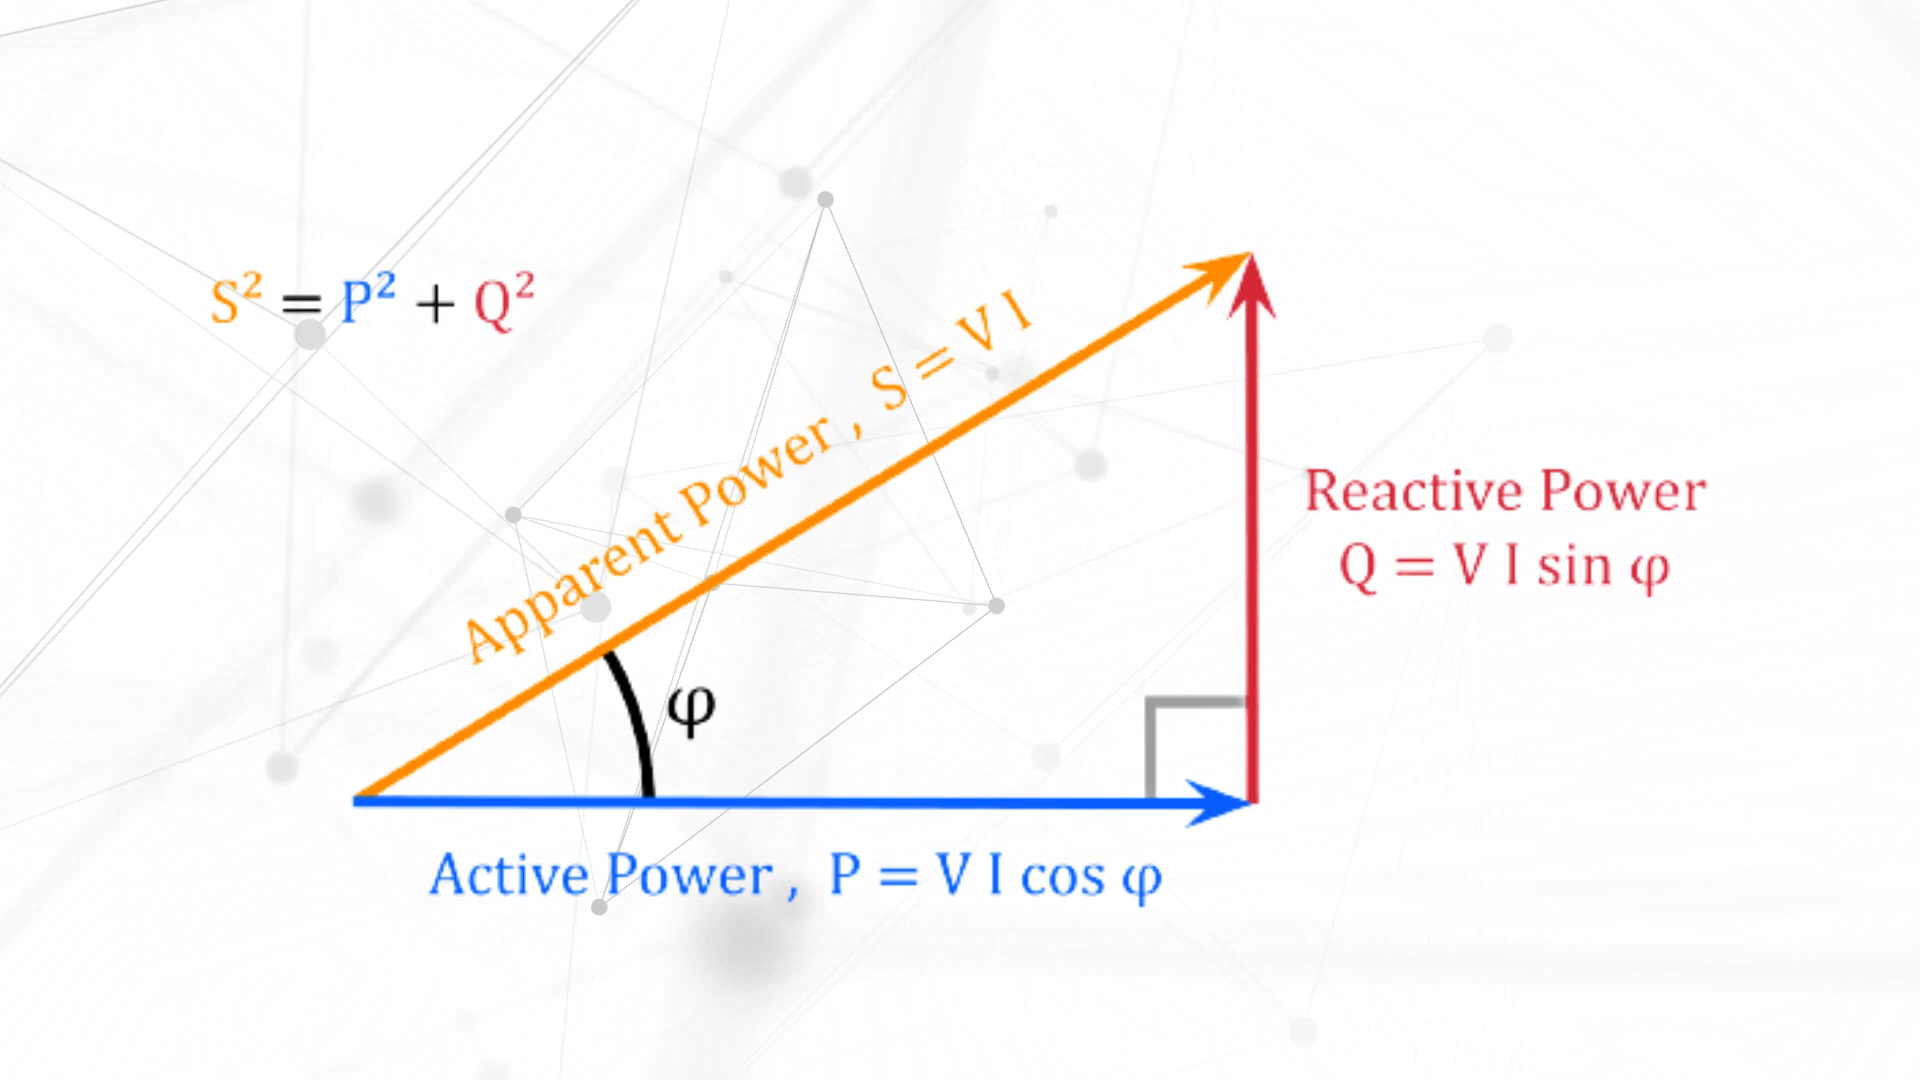 S² = P² + Q²
Apparent Power , S = V I
Reactive Power
Q = V I sin φ
φ
Active Power , P = V I cos φ